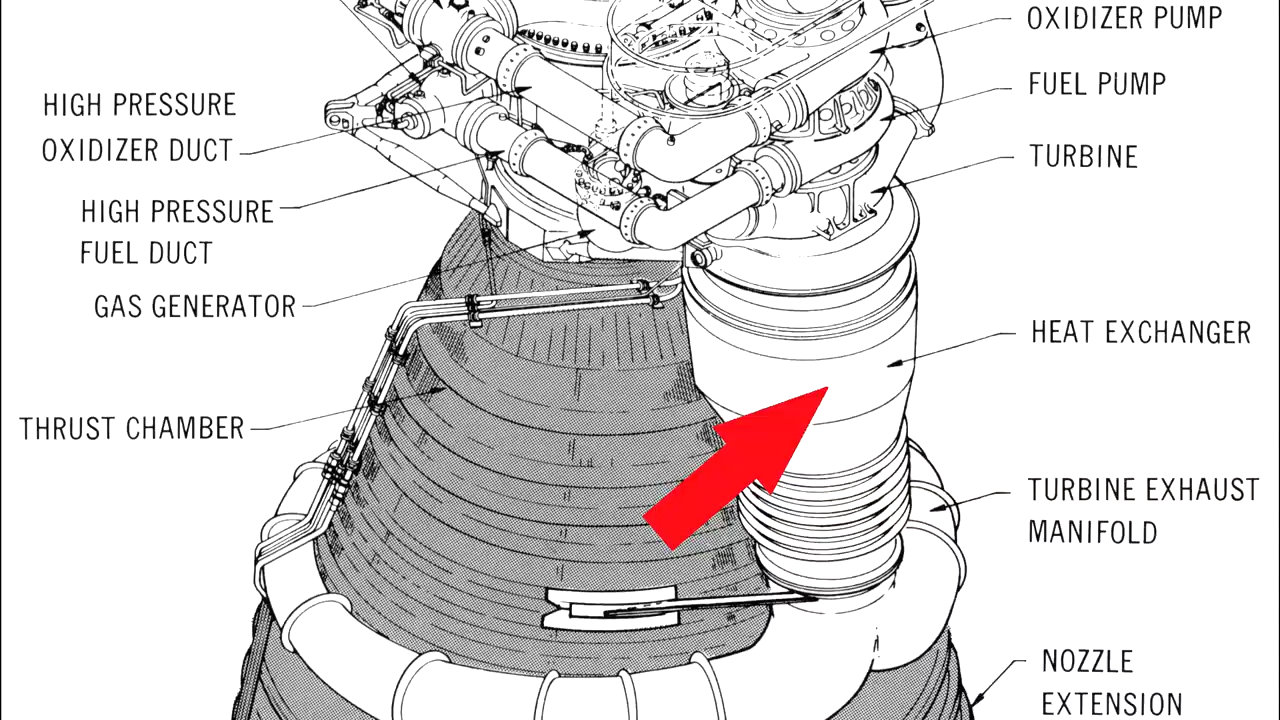 OXIDIZER PUMP
HIGH PRESSURE
OXIDIZER DUCT
FUEL PUMP
TURBINE
HIGH PRESSURE
FUEL DUCT
GAS GENERATOR
HEAT EXCHANGER
THRUST CHAMBER
TURBINE EXHAUST
MANIFOLD
NOZZLE
EXTENSION